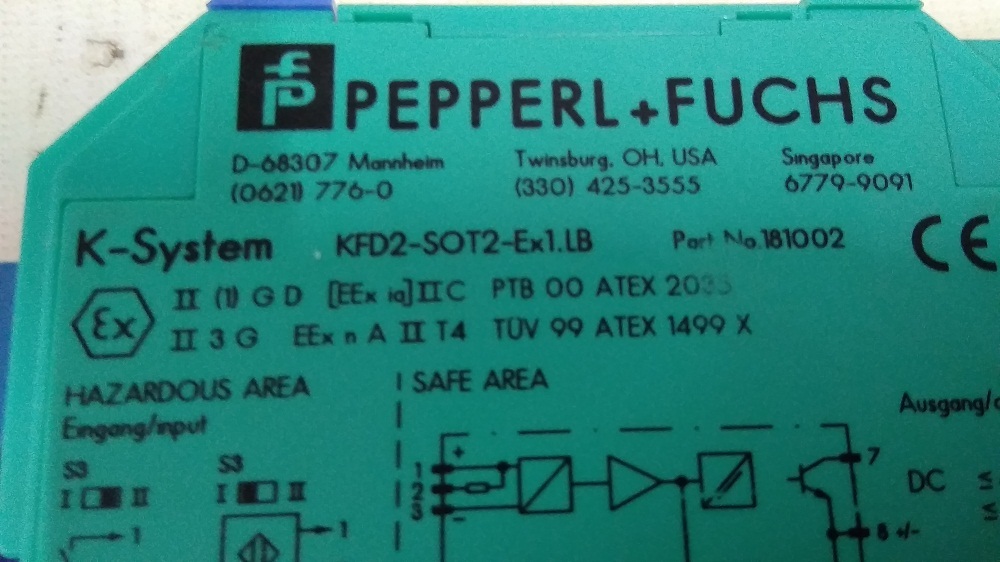 PEPPERL+FUCHS
D-68307 Mannheim Twinsburg, OH, USA Singapore
(0621) 776-0 (330) 425-3555 6779-9091
K-System KFD2-SOT2-Ex1.LB Part No.181002 CE
Ex II (1) G D [EEx ia] IIC PTB 00 ATEX 2035
II 3 G EEx n A II T4 TÜV 99 ATEX 1499 X
HAZARDOUS AREA SAFE AREA
Eingang/input Ausgang/
S3 S3 1 + 7
I II I II 2 DC ≤
3 - ≤
1 1 8 +/-